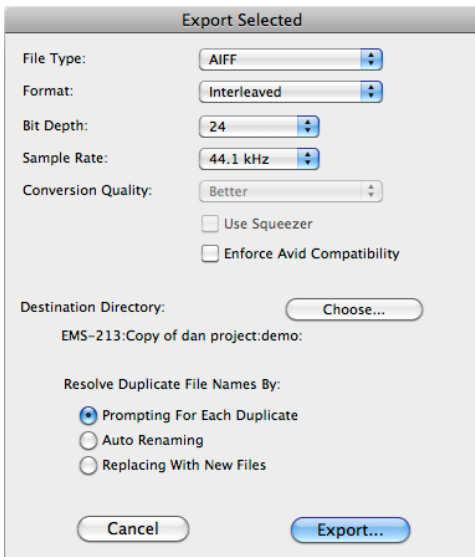 Export Selected
File Type: AIFF
Format: Interleaved
Bit Depth: 24
Sample Rate: 44.1 kHz
Conversion Quality: Better
Use Squeezer
Enforce Avid Compatibility
Destination Directory: Choose...
EMS-213:Copy of dan project:demo:
Resolve Duplicate File Names By:
Prompting For Each Duplicate
Auto Renaming
Replacing With New Files
Cancel Export...